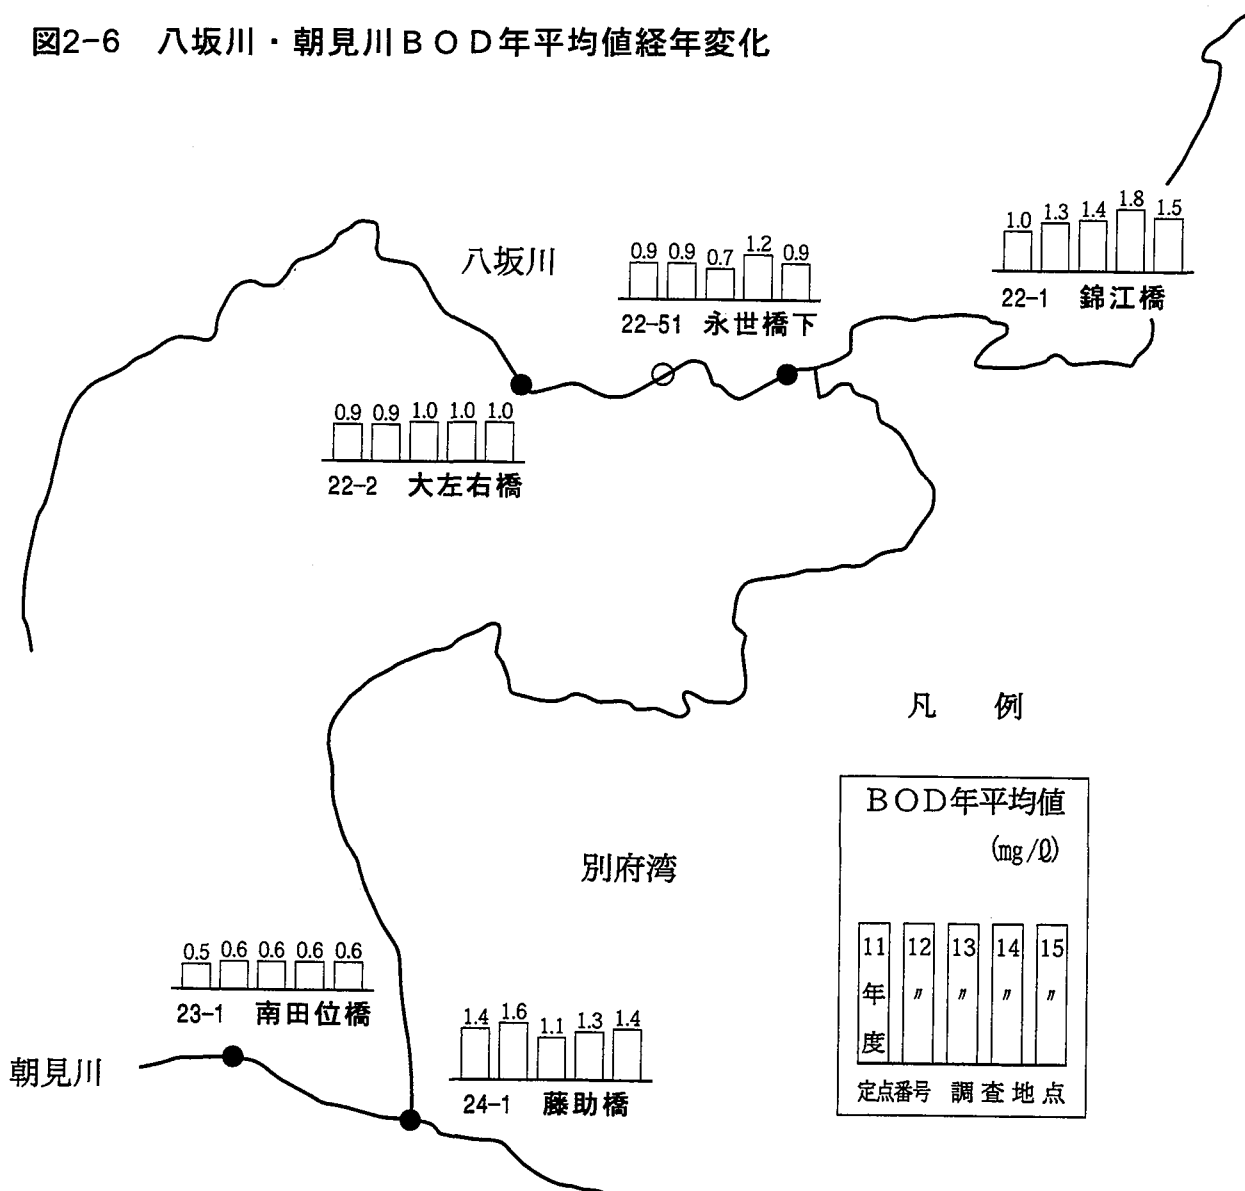 図2-6 八坂川・朝見川BOD年平均値経年変化
1.0 1.3 1.4 1.8 1.5
22-1 錦江橋
八坂川
0.9 0.9 0.7 1.2 0.9
22-51 永世橋下
0.9 0.9 1.0 1.0 1.0
22-2 大左右橋
凡 例
BOD年平均値
(mg/ℓ)
11年度 12〃 13〃 14〃 15〃
定点番号 調査地点
別府湾
0.5 0.6 0.6 0.6 0.6
23-1 南田位橋
朝見川
1.4 1.6 1.1 1.3 1.4
24-1 藤助橋